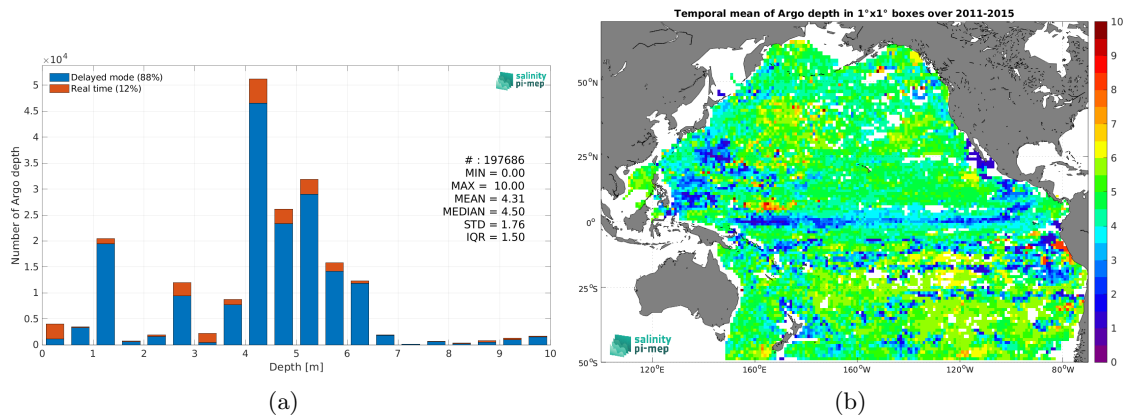 ×10⁴
5
4.5
4
3.5
3
2.5
2
1.5
1
0.5
0
Number of Argo depth
Delayed mode (88%)
Real time (12%)
salinity
pi-mep
# : 197686
MIN = 0.00
MAX = 10.00
MEAN = 4.31
MEDIAN = 4.50
STD = 1.76
IQR = 1.50
0 1 2 3 4 5 6 7 8 9 10
Depth [m]
(a)
Temporal mean of Argo depth in 1°x1° boxes over 2011-2015
50°N
25°N
0°
25°S
50°S
120°E 160°E 160°W 120°W 80°W
salinity
pi-mep
10
9
8
7
6
5
4
3
2
1
0
(b)